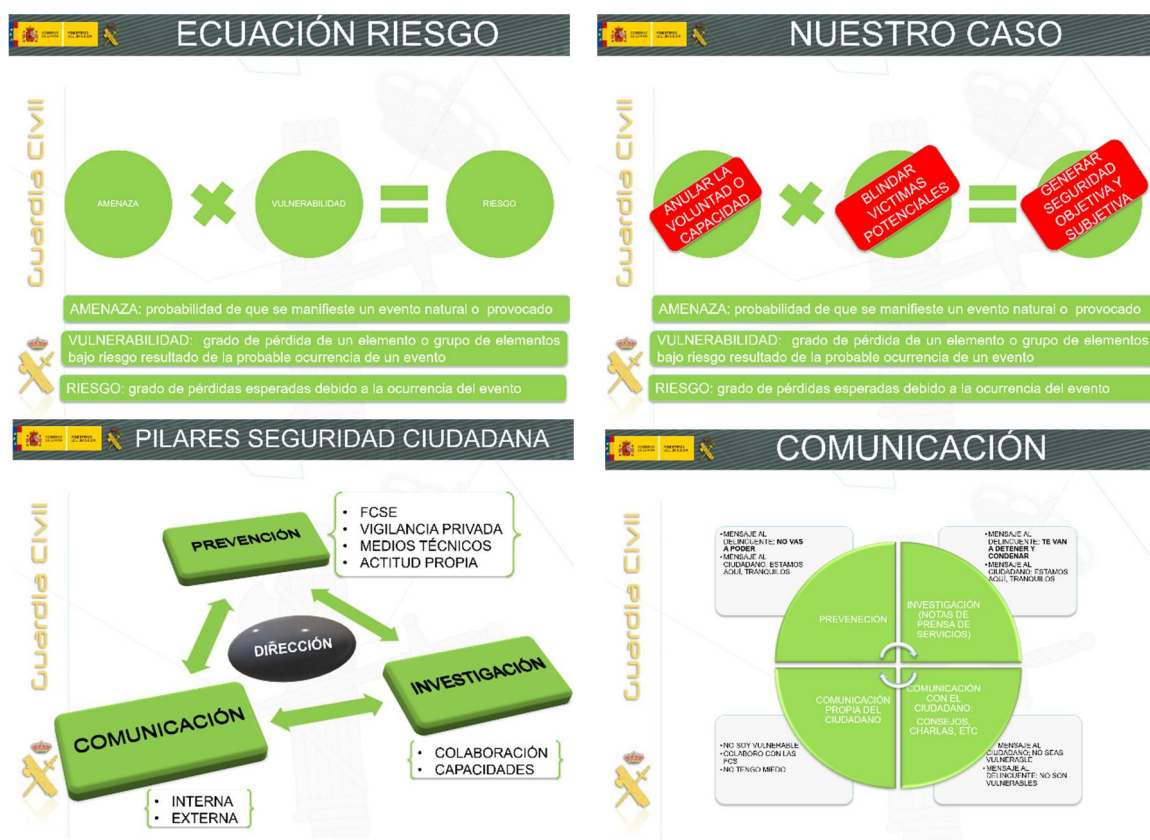 ECUACIÓN RIESGO
Guardia Civil
AMENAZA
VULNERABILIDAD
RIESGO
AMENAZA: probabilidad de que se manifieste un evento natural o provocado
VULNERABILIDAD: grado de pérdida de un elemento o grupo de elementos
bajo riesgo resultado de la probable ocurrencia de un evento
RIESGO: grado de pérdidas esperadas debido a la ocurrencia del evento
NUESTRO CASO
Guardia Civil
ANULAR LA
VOLUNTAD O
CAPACIDAD
BLINDAR
VICTIMAS
POTENCIALES
GENERAR
SEGURIDAD
OBJETIVA Y
SUBJETIVA
AMENAZA: probabilidad de que se manifieste un evento natural o provocado
VULNERABILIDAD: grado de pérdida de un elemento o grupo de elementos
bajo riesgo resultado de la probable ocurrencia de un evento
RIESGO: grado de pérdidas esperadas debido a la ocurrencia del evento
PILARES SEGURIDAD CIUDADANA
Guardia Civil
PREVENCIÓN
• FCSE
• VIGILANCIA PRIVADA
• MEDIOS TÉCNICOS
• ACTITUD PROPIA
DIRECCIÓN
INVESTIGACIÓN
• COLABORACIÓN
• CAPACIDADES
COMUNICACIÓN
• INTERNA
• EXTERNA
COMUNICACIÓN
Guardia Civil
• MENSAJE AL
DELINCUENTE: NO VAS
A PODER
• MENSAJE AL
CIUDADANO: ESTAMOS
AQUÍ, TRANQUILOS
• MENSAJE AL
DELINCUENTE: TE VAN
A DETENER Y
CONDENAR
• MENSAJE AL
CIUDADANO: ESTAMOS
AQUÍ, TRANQUILOS
PREVENECIÓN
INVESTIGACIÓN
(NOTAS DE
PRENSA DE
SERVICIOS)
COMUNICACIÓN
PROPIA DEL
CIUDADANO
COMUNICACIÓN
CON EL
CIUDADANO:
CONSEJOS,
CHARLAS, ETC
• NO SOY VULNERABLE
• COLABORO CON LAS
FCS
• NO TENGO MIEDO
• MENSAJE AL
CIUDADANO: NO SEAS
VULNERABLE
• MENSAJE AL
DELINCUENTE: NO SON
VULNERABLES